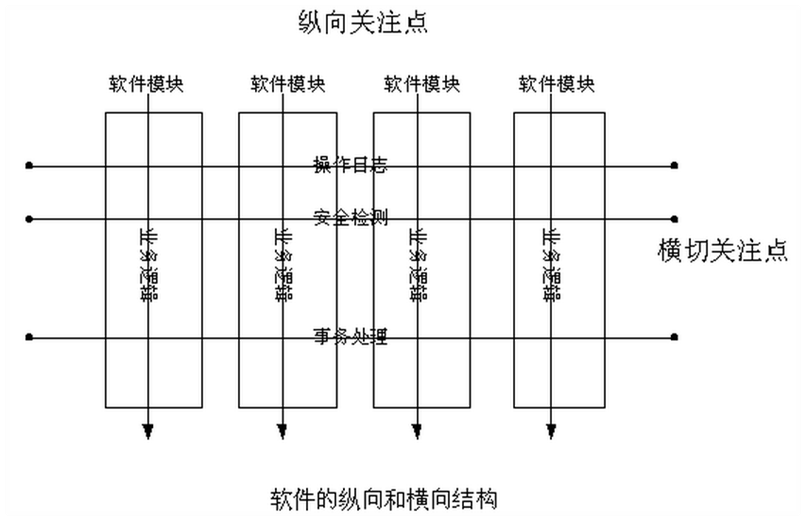 纵向关注点
软件模块 软件模块 软件模块 软件模块
操作日志
安全检测
业务逻辑 业务逻辑 业务逻辑 业务逻辑
横切关注点
事务处理
软件的纵向和横向结构